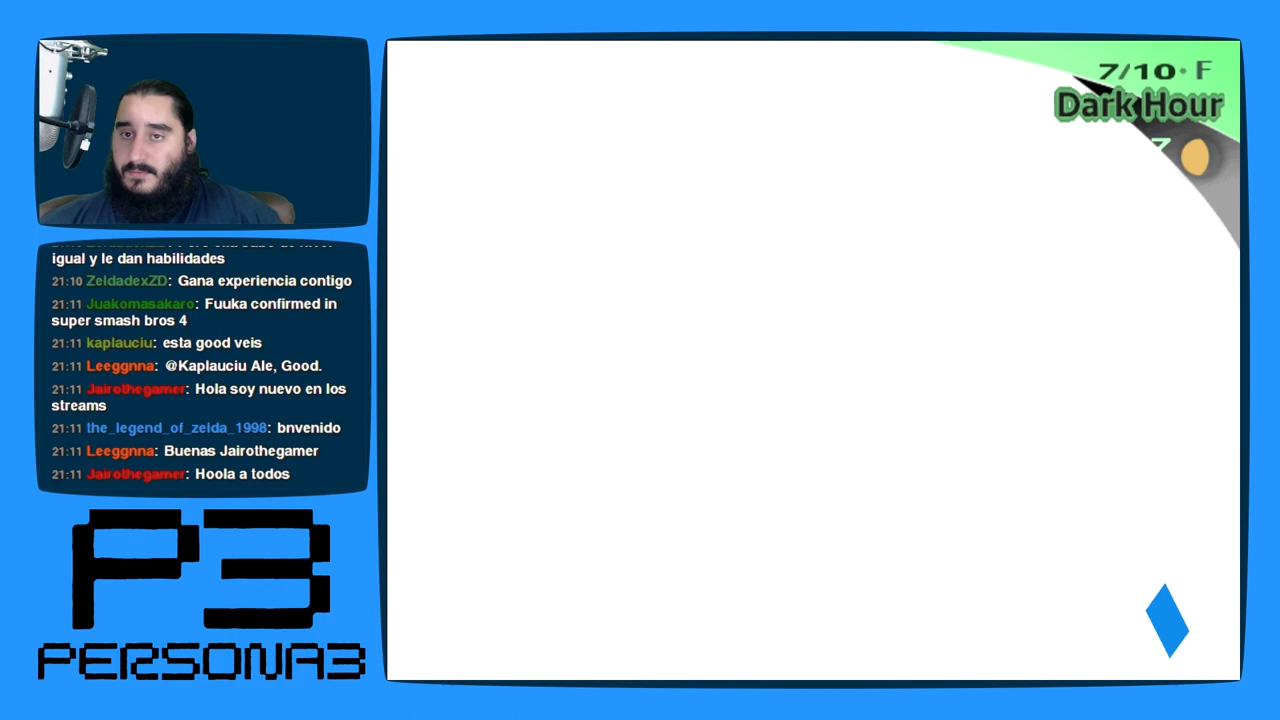 igual y le dan habilidades
21:10 ZeldadexZD: Gana experiencia contigo
21:11 Juakomasakaro: Fuuka confirmed in
super smash bros 4
21:11 kaplauciu: esta good veis
21:11 Leeggnna: @Kaplauciu Ale, Good.
21:11 Jairothegamer: Hola soy nuevo en los
streams
21:11 the_legend_of_zelda_1998: bnvenido
21:11 Leeggnna: Buenas Jairothegamer
21:11 Jairothegamer: Hoola a todos
P3
PERSONA3
7/10· F
Dark Hour